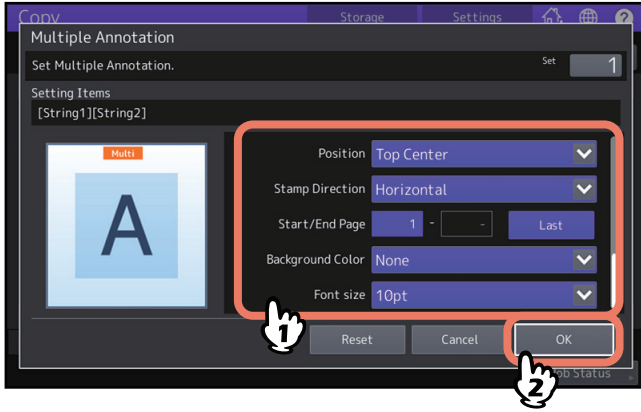 Copy
Storage
Settings
?
Multiple Annotation
Set Multiple Annotation.
Set
1
Setting Items
[String1][String2]
Multi
A
Position
Top Center
Stamp Direction
Horizontal
Start/End Page
1
-
-
Last
Background Color
None
Font size
10pt
1
Reset
Cancel
OK
2
Job Status